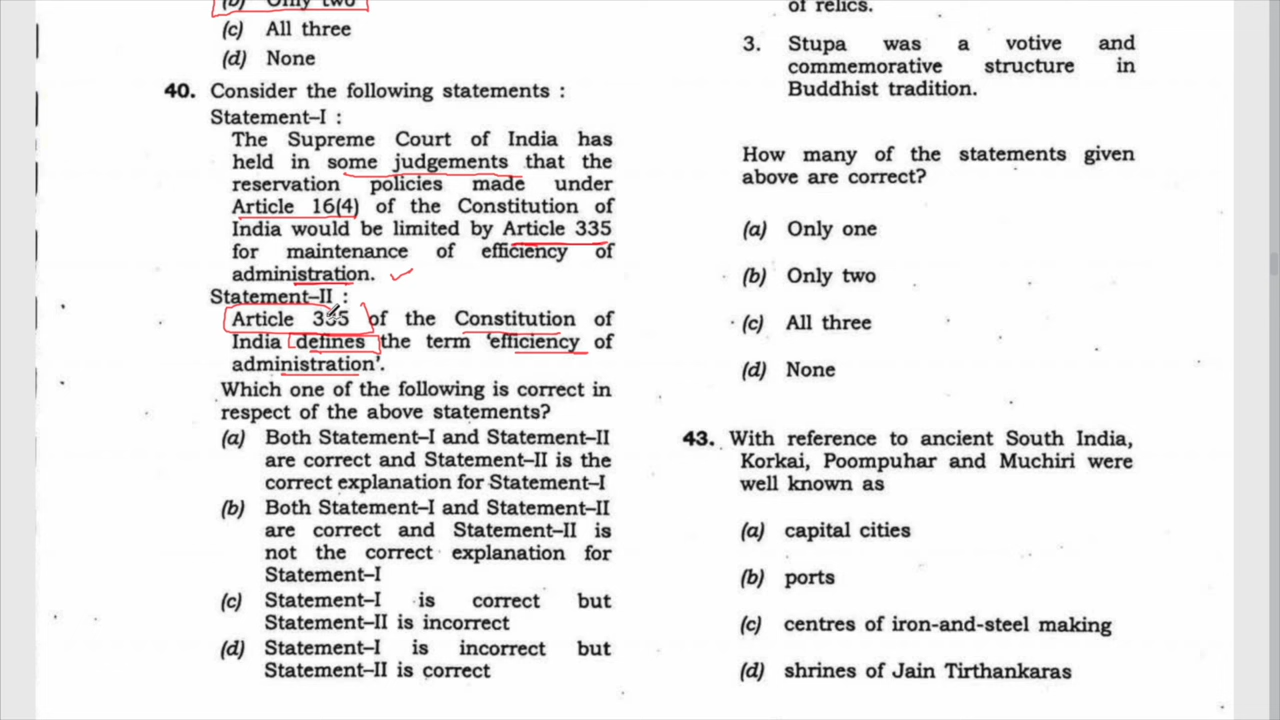 (b) Only two
(c) All three
(d) None
40. Consider the following statements :
Statement–I :
The Supreme Court of India has
held in some judgements that the
reservation policies made under
Article 16(4) of the Constitution of
India would be limited by Article 335
for maintenance of efficiency of
administration.
Statement–II :
Article 335 of the Constitution of
India defines the term ‘efficiency of
administration’.
Which one of the following is correct in
respect of the above statements?
(a) Both Statement–I and Statement–II
are correct and Statement–II is the
correct explanation for Statement–I
(b) Both Statement–I and Statement–II
are correct and Statement–II is
not the correct explanation for
Statement–I
(c) Statement–I is correct but
Statement–II is incorrect
(d) Statement–I is incorrect but
Statement–II is correct
of relics.
3. Stupa was a votive and
commemorative structure in
Buddhist tradition.
How many of the statements given
above are correct?
(a) Only one
(b) Only two
(c) All three
(d) None
43. With reference to ancient South India,
Korkai, Poompuhar and Muchiri were
well known as
(a) capital cities
(b) ports
(c) centres of iron-and-steel making
(d) shrines of Jain Tirthankaras